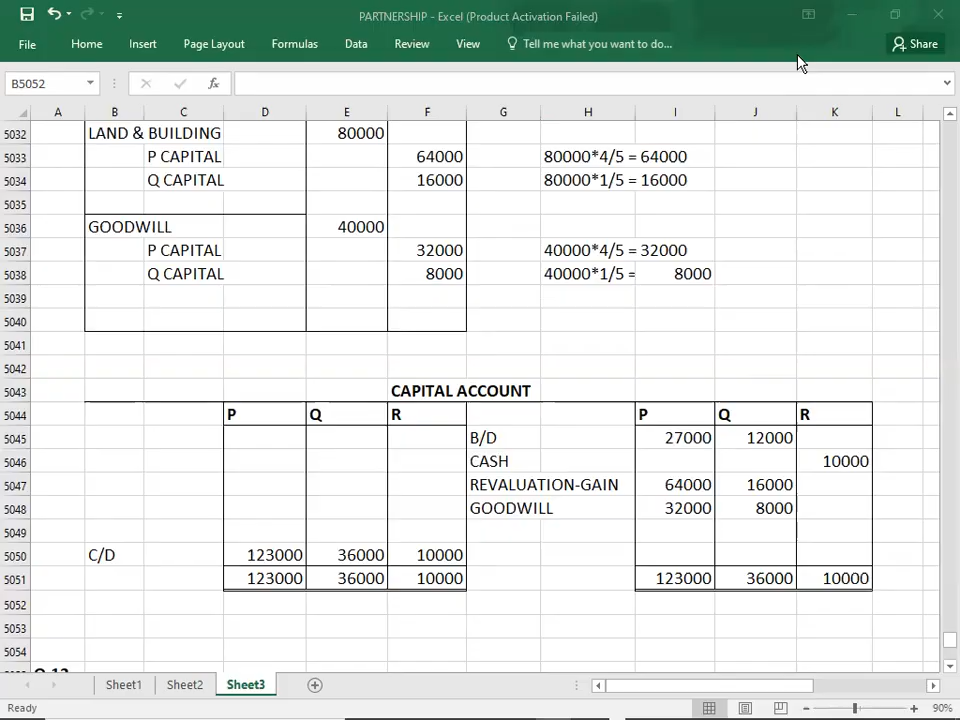 PARTNERSHIP - Excel (Product Activation Failed)
File Home Insert Page Layout Formulas Data Review View Tell me what you want to do... Share
B5052 fx
A B C D E F G H I J K L
5032 LAND & BUILDING 80000
5033 P CAPITAL 64000 80000*4/5 = 64000
5034 Q CAPITAL 16000 80000*1/5 = 16000
5035
5036 GOODWILL 40000
5037 P CAPITAL 32000 40000*4/5 = 32000
5038 Q CAPITAL 8000 40000*1/5 = 8000
5039
5040
5041
5042
5043 CAPITAL ACCOUNT
5044 P Q R P Q R
5045 B/D 27000 12000
5046 CASH 10000
5047 REVALUATION-GAIN 64000 16000
5048 GOODWILL 32000 8000
5049
5050 C/D 123000 36000 10000
5051 123000 36000 10000 123000 36000 10000
5052
5053
5054
Sheet1 Sheet2 Sheet3
Ready 90%